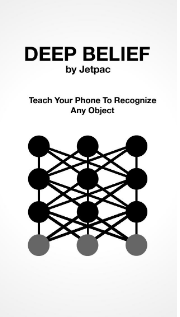 DEEP BELIEF
by Jetpac
Teach Your Phone To Recognize
Any Object